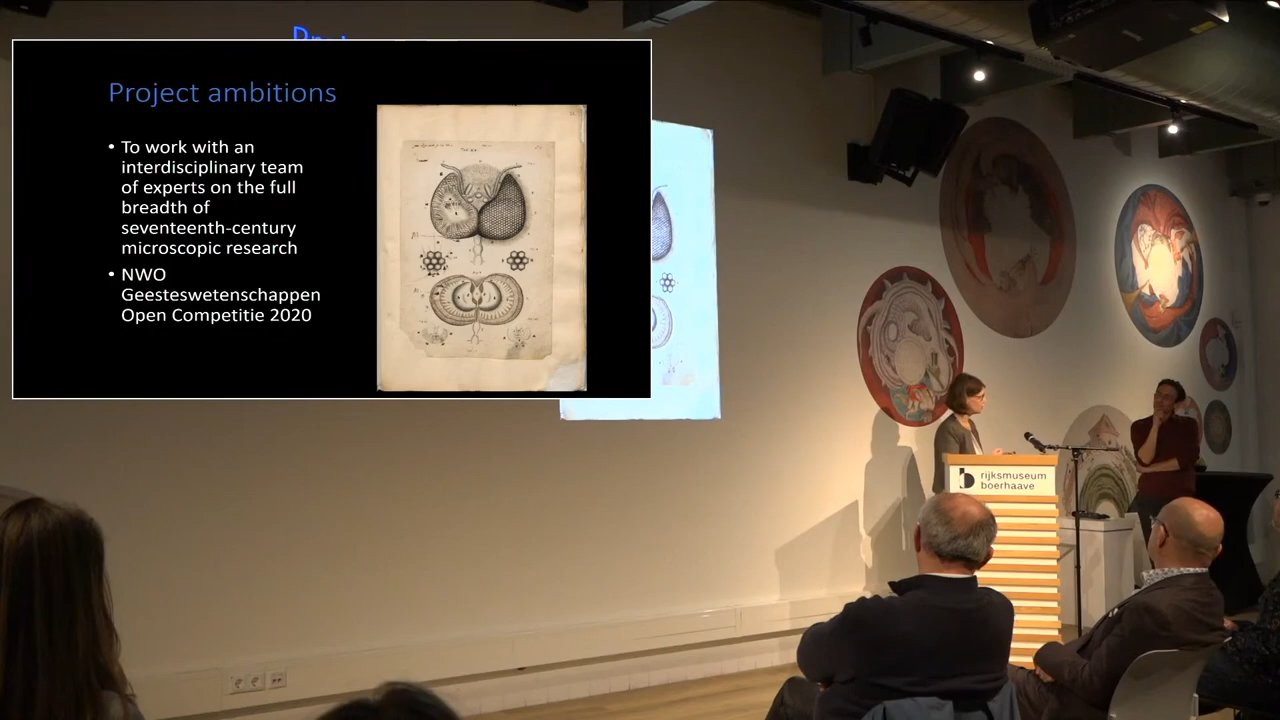 Project ambitions
• To work with an
interdisciplinary team
of experts on the full
breadth of
seventeenth-century
microscopic research
• NWO
Geesteswetenschappen
Open Competitie 2020
rijksmuseum
boerhaave